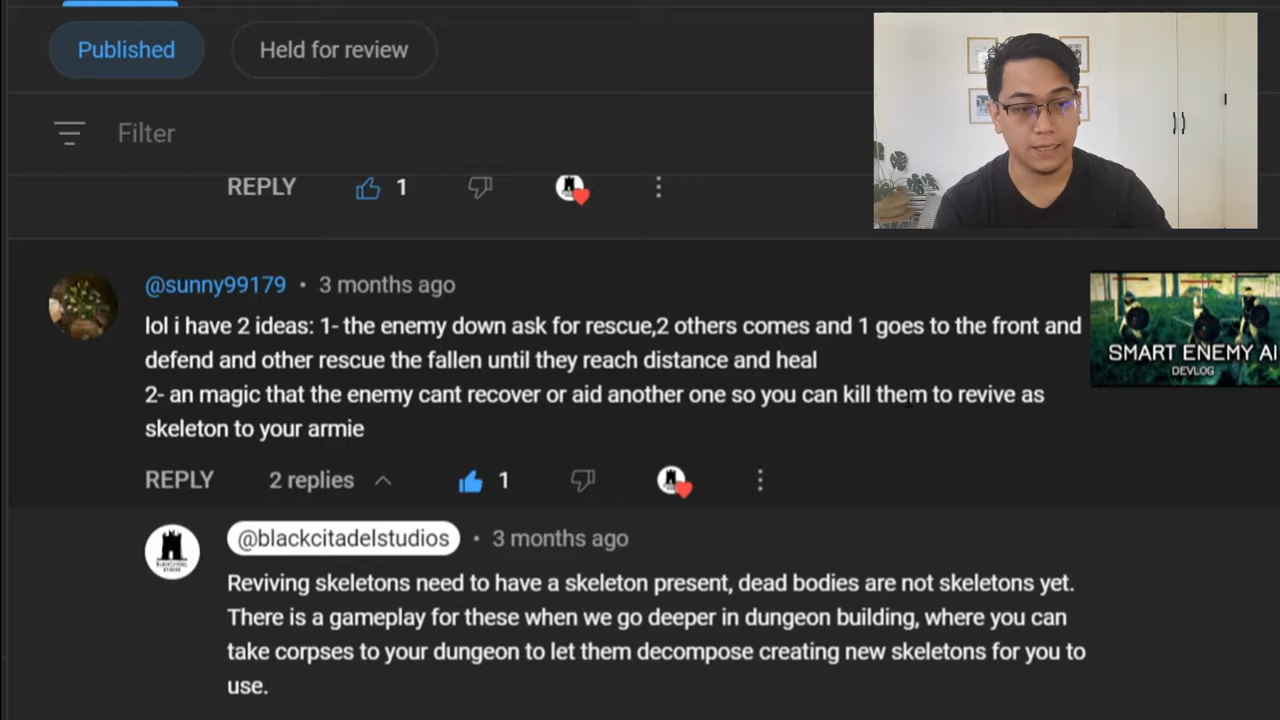 Published
Held for review
Filter
REPLY
1
@sunny99179 • 3 months ago
lol i have 2 ideas: 1- the enemy down ask for rescue,2 others comes and 1 goes to the front and
defend and other rescue the fallen until they reach distance and heal
2- an magic that the enemy cant recover or aid another one so you can kill them to revive as
skeleton to your armie
SMART ENEMY AI
DEVLOG
REPLY
2 replies
1
@blackcitadelstudios • 3 months ago
Reviving skeletons need to have a skeleton present, dead bodies are not skeletons yet.
There is a gameplay for these when we go deeper in dungeon building, where you can
take corpses to your dungeon to let them decompose creating new skeletons for you to
use.